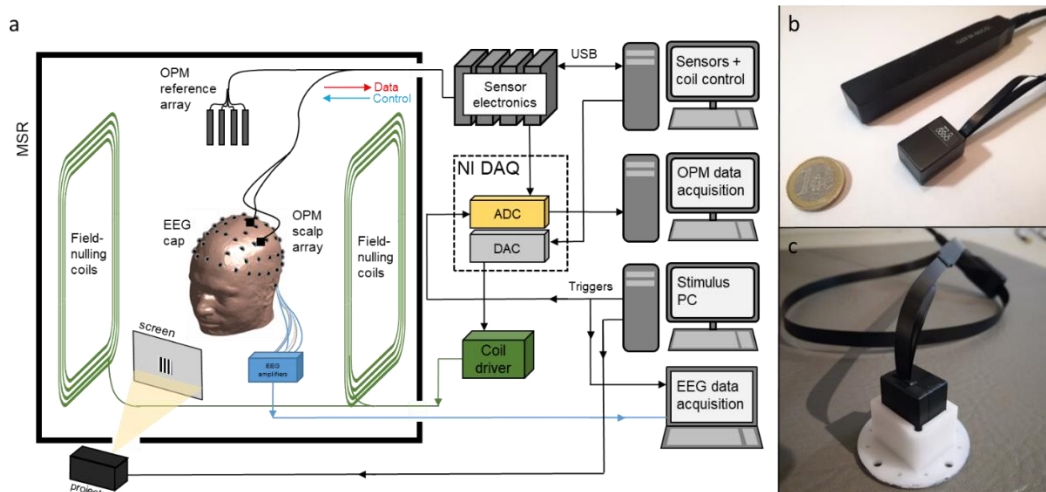 a
MSR
OPM
reference
array
Data
Control
Sensor
electronics
USB
Sensors +
coil control
NI DAQ
ADC
DAC
OPM data
acquisition
EEG
cap
OPM
scalp
array
Field-
nulling
coils
Field-
nulling
coils
Triggers
Stimulus
PC
screen
EEG
amplifiers
Coil
driver
EEG data
acquisition
b
c